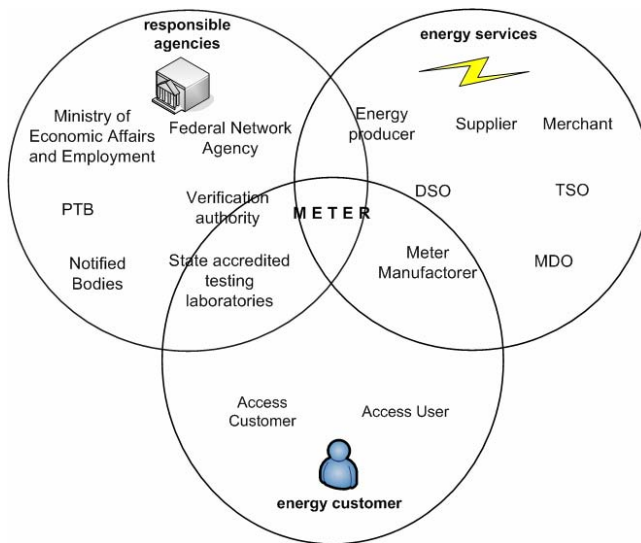 responsible
agencies
energy services
Ministry of
Economic Affairs
and Employment
Federal Network
Agency
Energy
producer
Supplier
Merchant
PTB
Verification
authority
METER
DSO
TSO
Notified
Bodies
State accredited
testing
laboratories
Meter
Manufactorer
MDO
Access
Customer
Access User
energy customer